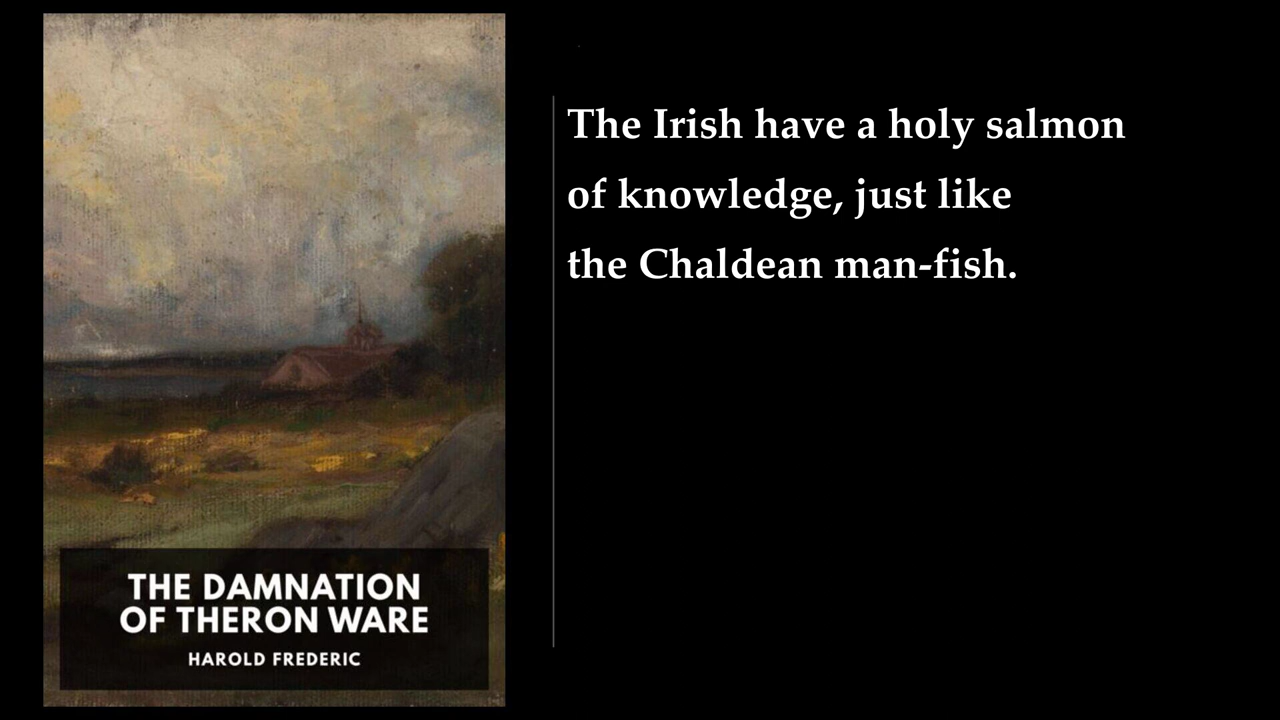 The Irish have a holy salmon
of knowledge, just like
the Chaldean man-fish.
THE DAMNATION
OF THERON WARE
HAROLD FREDERIC